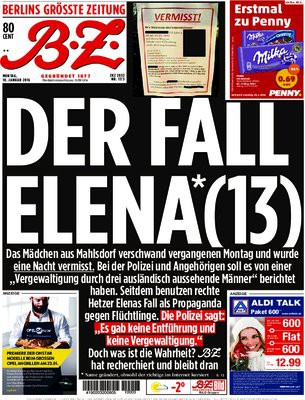 BERLINS GRÖSSTE ZEITUNG
80
CENT
B.Z.
MONTAG,
18. JANUAR 2016
GEGRÜNDET 1877
VERMISST!
Erstmal
zu Penny
Milka
0.69
PENNY.
DER FALL
ELENA*(13)
Das Mädchen aus Mahlsdorf verschwand vergangenen Montag und wurde
eine Nacht vermisst. Bei der Polizei und Angehörigen soll es von einer
„Vergewaltigung durch drei ausländisch aussehende Männer“ berichtet
haben. Seitdem benutzen rechte
Hetzer Elenas Fall als Propaganda
gegen Flüchtlinge. Die Polizei sagt:
„Es gab keine Entführung und
keine Vergewaltigung.“
Doch was ist die Wahrheit? B.Z.
hat recherchiert und bleibt dran
* Name geändert, obwohl der richtige im Internet kursiert
ANZEIGE
ANZEIGE
ALDI TALK
Paket 600
600
Flat
600
12.99
-2°
BILD